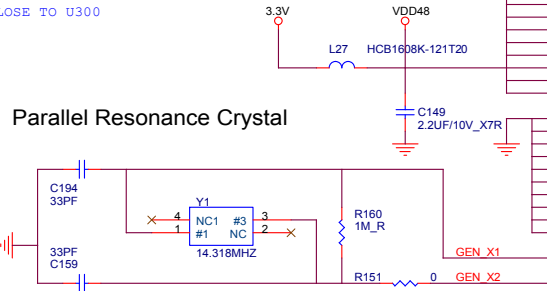 LOSE TO U300
3.3V
VDD48
L27
HCB1608K-121T20
C149
2.2UF/10V_X7R
Parallel Resonance Crystal
C194
33PF
Y1
4 NC1 #3 3
1 #1 NC 2
14.318MHZ
R160
1M_R
33PF
C159
GEN_X1
R151 0 GEN_X2